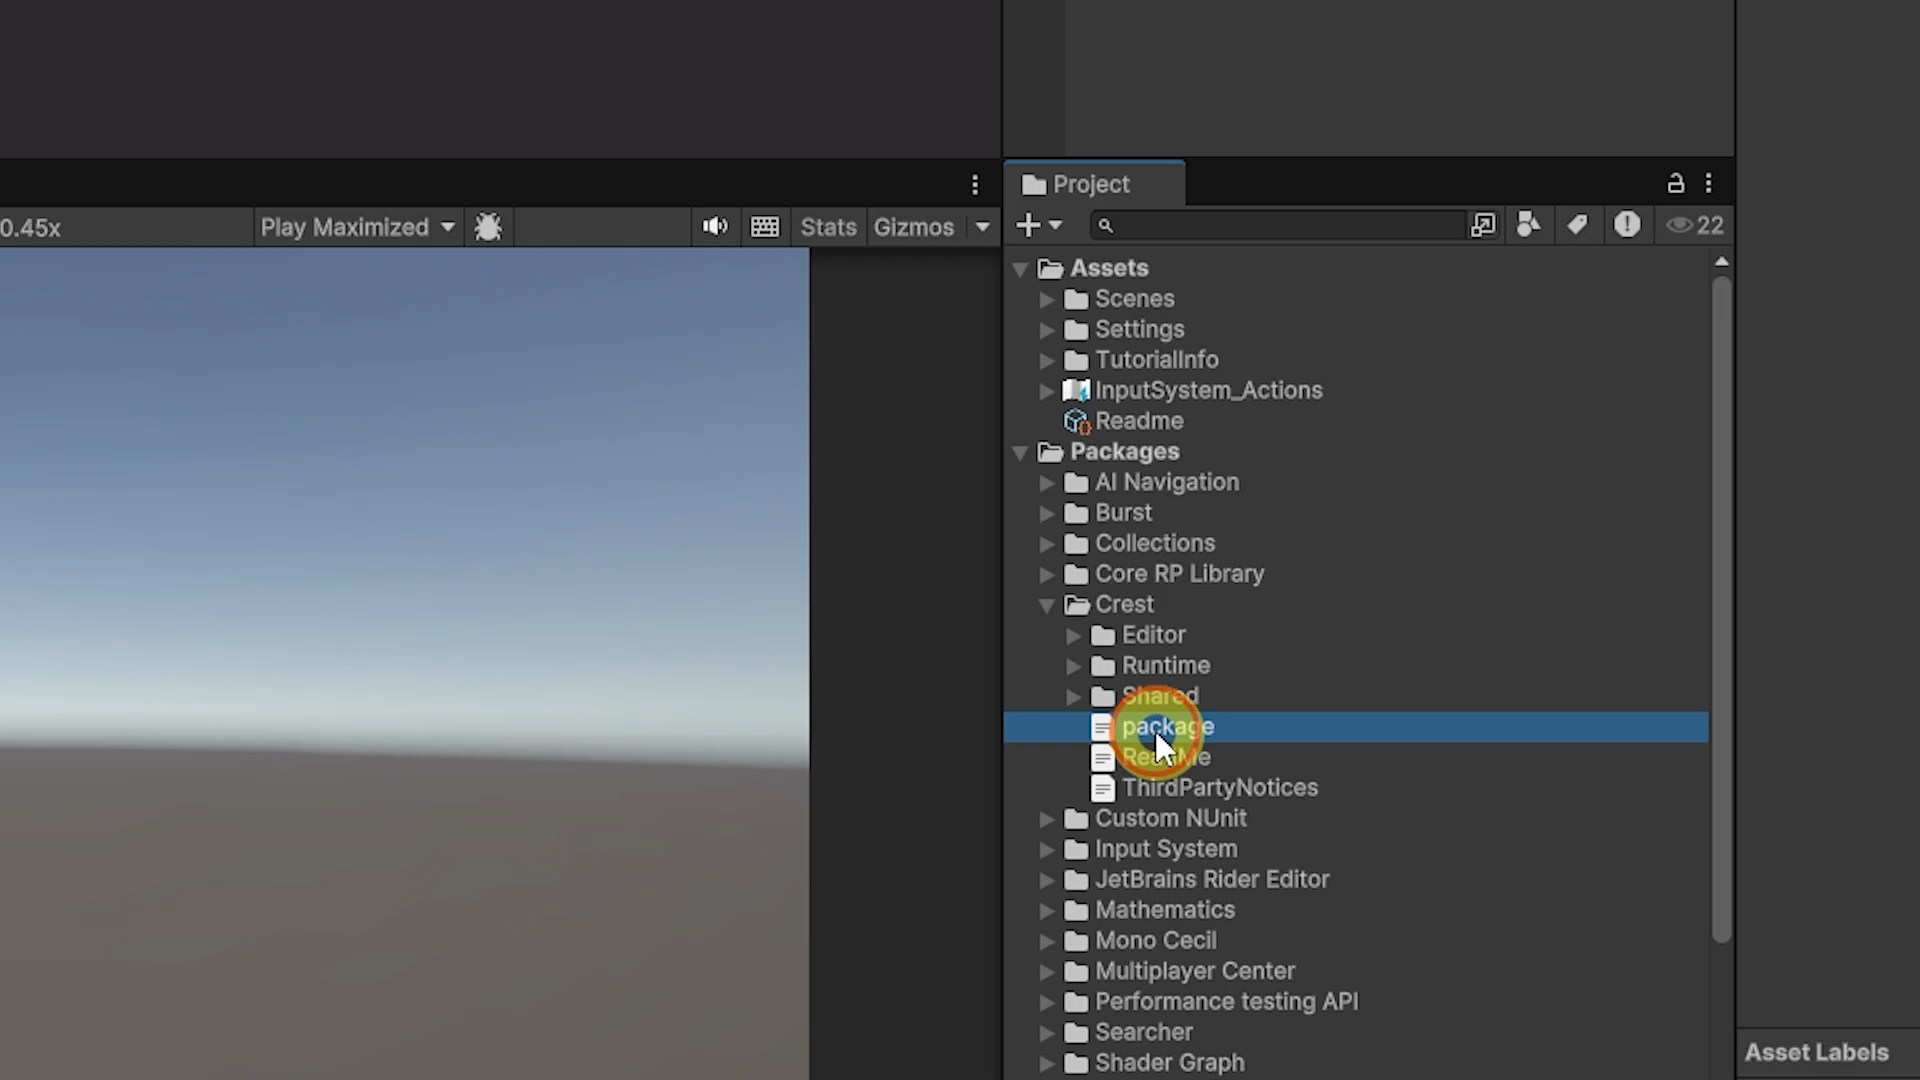 Project
0.45x
Play Maximized
Stats
Gizmos
22
Assets
Scenes
Settings
TutorialInfo
InputSystem_Actions
Readme
Packages
AI Navigation
Burst
Collections
Core RP Library
Crest
Editor
Runtime
Shared
package
ReadMe
ThirdPartyNotices
Custom NUnit
Input System
JetBrains Rider Editor
Mathematics
Mono Cecil
Multiplayer Center
Performance testing API
Searcher
Shader Graph
Asset Labels